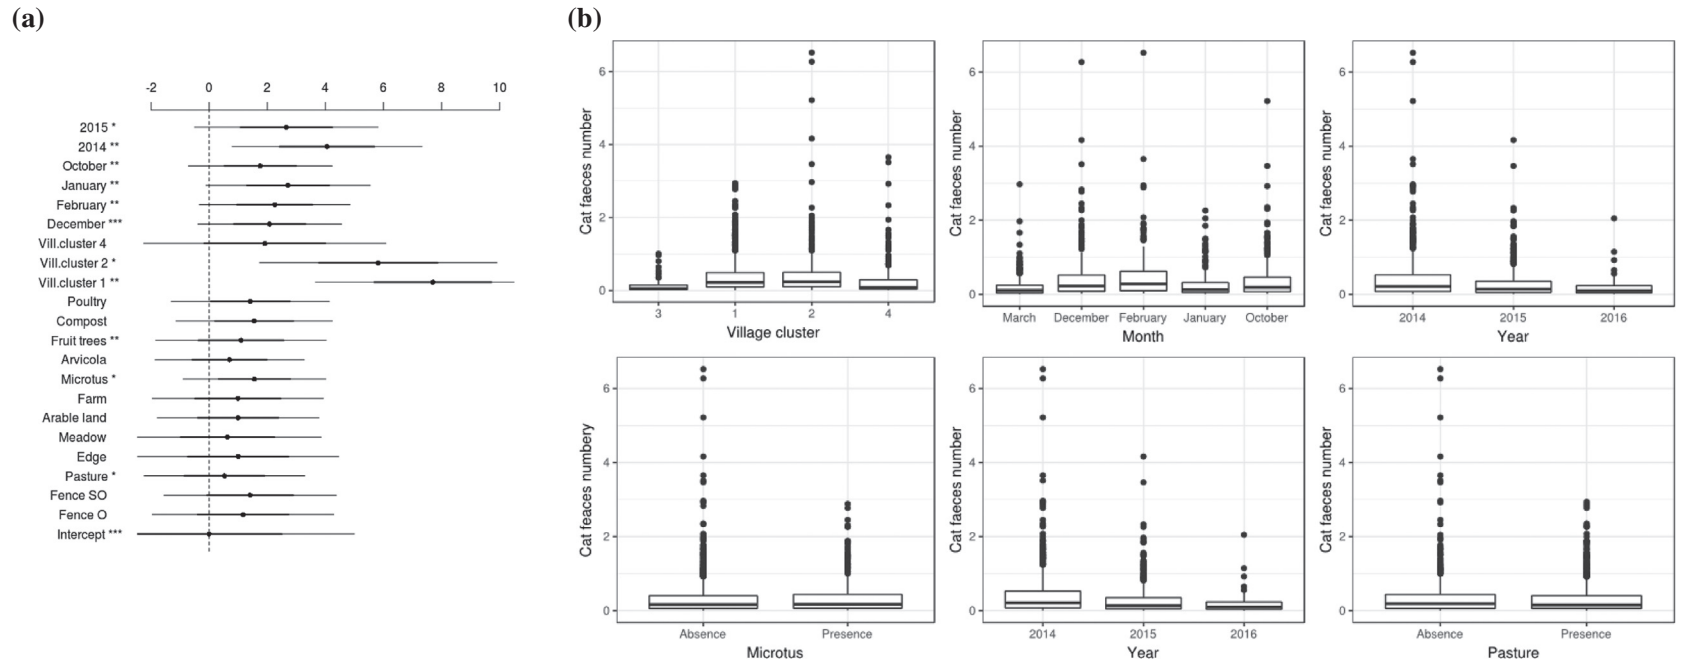 (a)
-2 0 2 4 6 8 10
2015 *
2014 **
October **
January **
February **
December ***
Vill.cluster 4
Vill.cluster 2 *
Vill.cluster 1 **
Poultry
Compost
Fruit trees **
Arvicola
Microtus *
Farm
Arable land
Meadow
Edge
Pasture *
Fence SO
Fence O
Intercept ***
(b)
Cat faeces number
6
4
2
0
3 1 2 4
Village cluster
Cat faeces number
6
4
2
0
March December February January October
Month
Cat faeces number
6
4
2
0
2014 2015 2016
Year
Cat feaces numbery
6
4
2
0
Absence Presence
Microtus
Cat faeces number
6
4
2
0
2014 2015 2016
Year
Cat faeces number
6
4
2
0
Absence Presence
Pasture